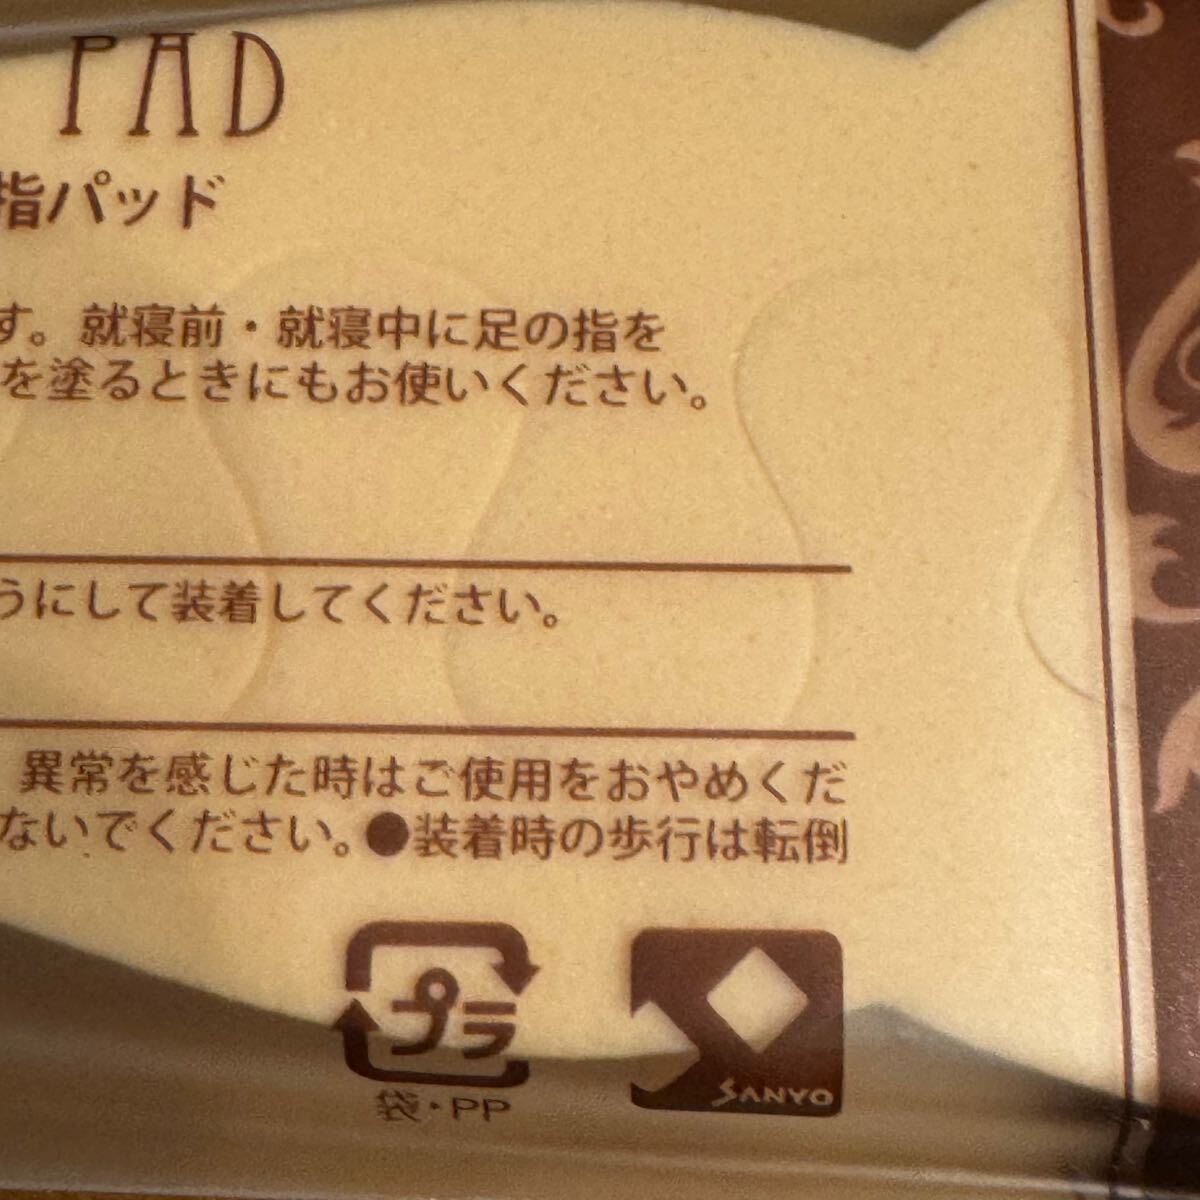 PAD
指パッド
す。就寝前・就寝中に足の指を
を塗るときにもお使いください。
うにして装着してください。
異常を感じた時はご使用をおやめくだ
ないでください。●装着時の歩行は転倒
プラ
袋・PP
SANYO